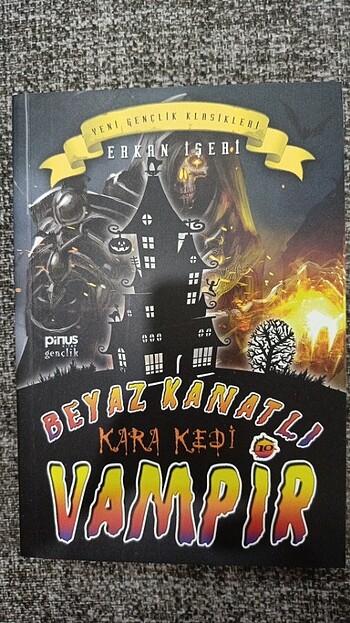 YENİ GENÇLİK KLASİKLERİ
ERKAN İŞERİ
pinus
gençlik
BEYAZ KANATLI
KARA KEDİ 10
VAMPİR